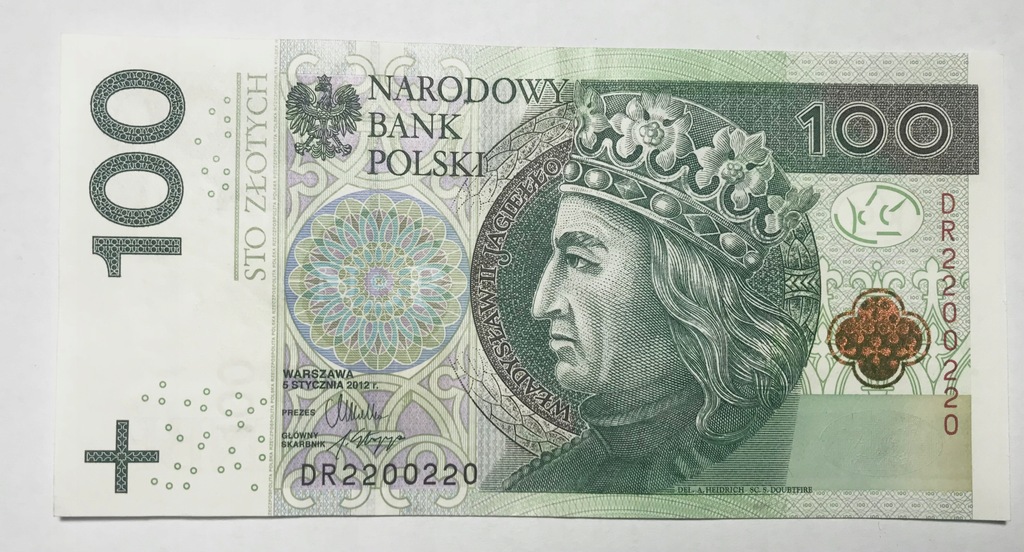 100
STO ZŁOTYCH
NARODOWY
BANK
POLSKI
100
WŁADYSŁAW II JAGIEŁŁO
DR2200220
WARSZAWA
5 STYCZNIA 2012 r.
PREZES
GŁÓWNY
SKARBNIK
DR2200220
DEL. A. HEIDRICH SC. S. DOUBTFIRE